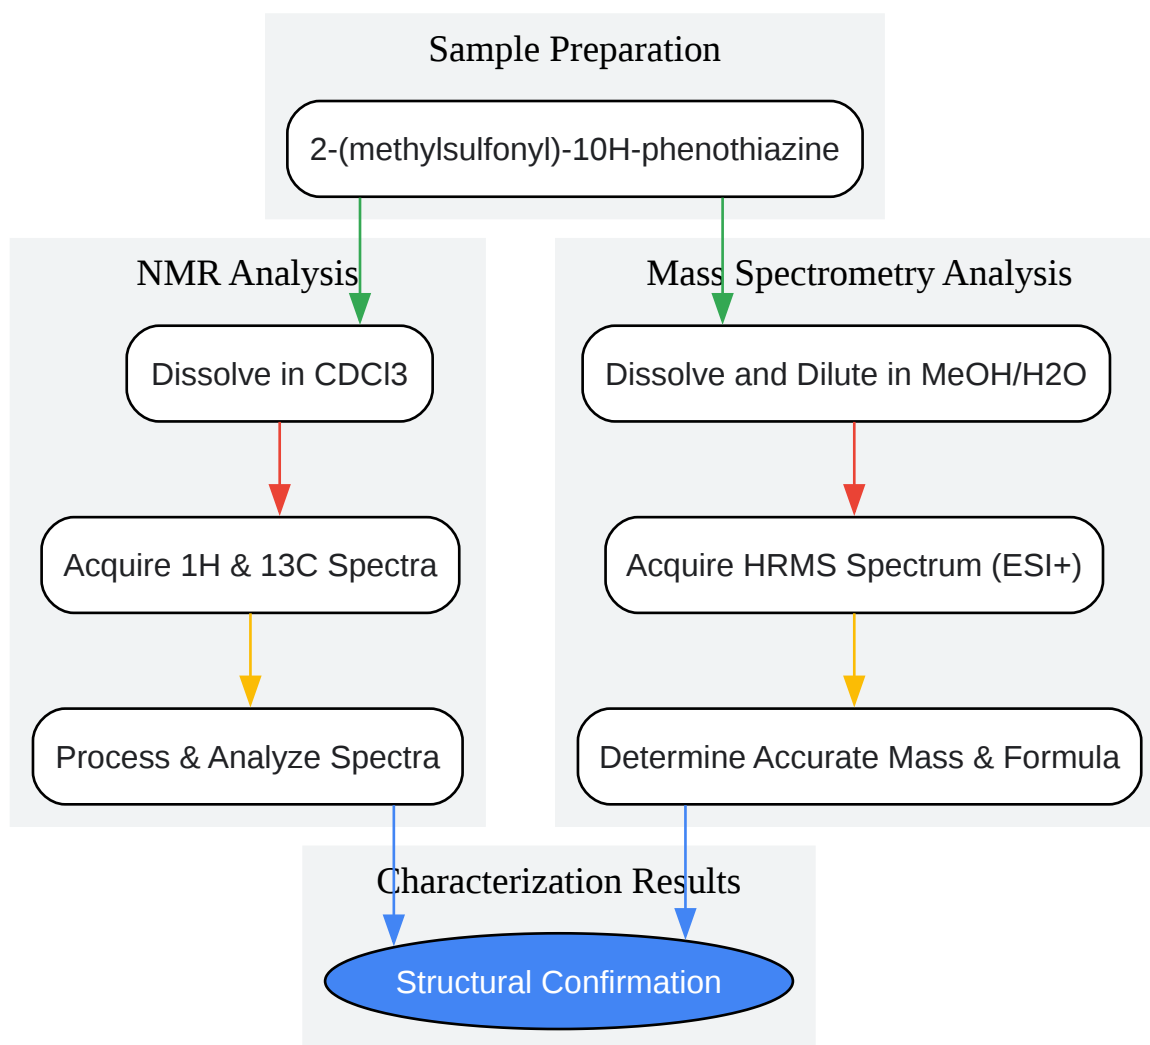 Sample Preparation
2-(methylsulfonyl)-10H-phenothiazine
NMR Analysis
Dissolve in CDCl3
Acquire 1H & 13C Spectra
Process & Analyze Spectra
Mass Spectrometry Analysis
Dissolve and Dilute in MeOH/H2O
Acquire HRMS Spectrum (ESI+)
Determine Accurate Mass & Formula
Characterization Results
Structural Confirmation